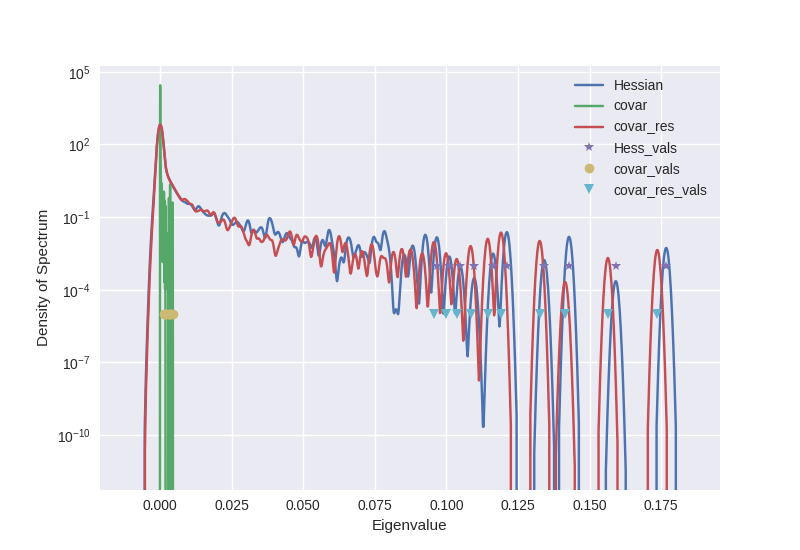 10^5
10^2
10^-1
10^-4
10^-7
10^-10
Density of Spectrum
Hessian
covar
covar_res
Hess_vals
covar_vals
covar_res_vals
0.000 0.025 0.050 0.075 0.100 0.125 0.150 0.175
Eigenvalue